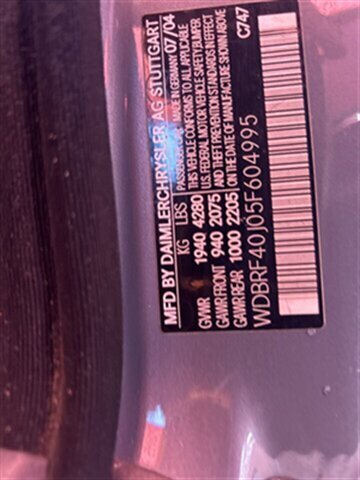 MFD BY DAIMLERCHRYSLER AG STUTTGART
PASSENGER CAR MADE IN GERMANY 07/04
KG LBS THIS VEHICLE CONFORMS TO ALL APPLICABLE
GVWR 1940 4280 U.S. FEDERAL MOTOR VEHICLE SAFETY BUMPER
GAWR FRONT 940 2075 AND THEFT PREVENTION STANDARDS IN EFFECT
GAWR REAR 1000 2205 ON THE DATE OF MANUFACTURE SHOWN ABOVE
WDBRF40J05F604995 C747